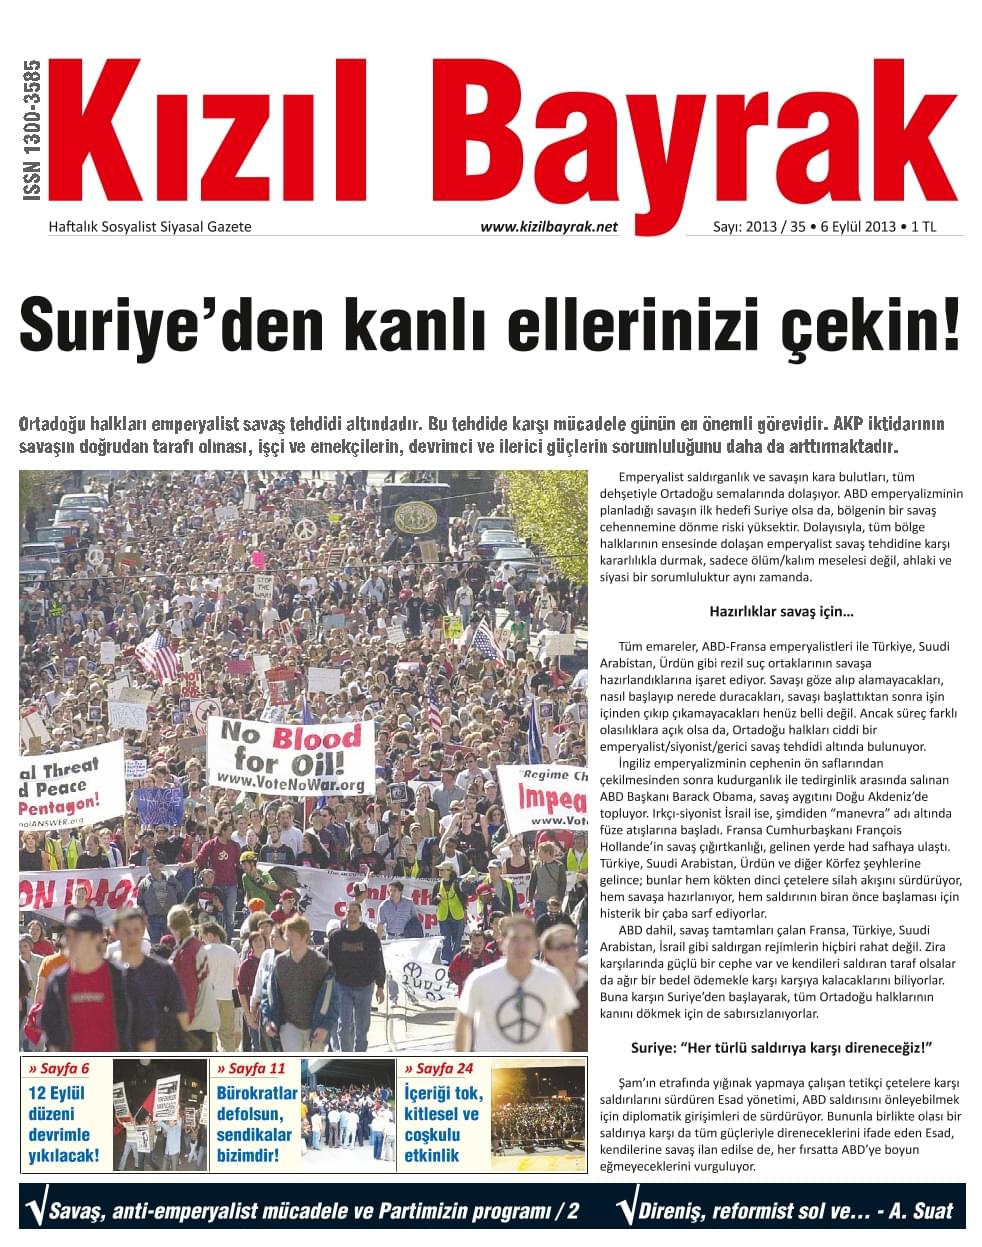 ISSN 1300-3585
Kızıl Bayrak
Haftalık Sosyalist Siyasal Gazete
www.kizilbayrak.net
Sayı: 2013 / 35 • 6 Eylül 2013 • 1 TL
Suriye’den kanlı ellerinizi çekin!
Ortadoğu halkları emperyalist savaş tehdidi altındadır. Bu tehdide karşı mücadele günün en önemli görevidir. AKP iktidarının
savaşın doğrudan tarafı olması, işçi ve emekçilerin, devrimci ve ilerici güçlerin sorumluluğunu daha da arttırmaktadır.
STOP
THE
No Blood
for Oil!
www.VoteNoWar.org
al Threat
d Peace
Pentagon!
"Regime Ch
Impea
www.Vot
ON IRAQ
Emperyalist saldırganlık ve savaşın kara bulutları, tüm
dehşetiyle Ortadoğu semalarında dolaşıyor. ABD emperyalizminin
planladığı savaşın ilk hedefi Suriye olsa da, bölgenin bir savaş
cehennemine dönme riski yüksektir. Dolayısıyla, tüm bölge
halklarının ensesinde dolaşan emperyalist savaş tehdidine karşı
kararlılıkla durmak, sadece ölüm/kalım meselesi değil, ahlaki ve
siyasi bir sorumluluktur aynı zamanda.
Hazırlıklar savaş için...
Tüm emareler, ABD-Fransa emperyalistleri ile Türkiye, Suudi
Arabistan, Ürdün gibi rezil suç ortaklarının savaşa
hazırlandıklarına işaret ediyor. Savaşı göze alıp alamayacakları,
nasıl başlayıp nerede duracakları, savaşı başlattıktan sonra işin
içinden çıkıp çıkamayacakları henüz belli değil. Ancak süreç farklı
olasılıklara açık olsa da, Ortadoğu halkları ciddi bir
emperyalist/siyonist/gerici savaş tehdidi altında bulunuyor.
İngiliz emperyalizminin cephenin ön saflarından
çekilmesinden sonra kudurganlık ile tedirginlik arasında salınan
ABD Başkanı Barack Obama, savaş aygıtını Doğu Akdeniz’de
topluyor. Irkçı-siyonist İsrail ise, şimdiden “manevra” adı altında
füze atışlarına başladı. Fransa Cumhurbaşkanı François
Hollande’in savaş çığırtkanlığı, gelinen yerde had safhaya ulaştı.
Türkiye, Suudi Arabistan, Ürdün ve diğer Körfez şeyhlerine
gelince; bunlar hem kökten dinci çetelere silah akışını sürdürüyor,
hem savaşa hazırlanıyor, hem saldırının biran önce başlaması için
histerik bir çaba sarf ediyorlar.
ABD dahil, savaş tamtamları çalan Fransa, Türkiye, Suudi
Arabistan, İsrail gibi saldırgan rejimlerin hiçbiri rahat değil. Zira
karşılarında güçlü bir cephe var ve kendileri saldıran taraf olsalar
da ağır bir bedel ödemekle karşı karşıya kalacaklarını biliyorlar.
Buna karşın Suriye’den başlayarak, tüm Ortadoğu halklarının
kanını dökmek için de sabırsızlanıyorlar.
Suriye: “Her türlü saldırıya karşı direneceğiz!”
Şam’ın etrafında yığınak yapmaya çalışan tetikçi çetelere karşı
saldırılarını sürdüren Esad yönetimi, ABD saldırısını önleyebilmek
için diplomatik girişimleri de sürdürüyor. Bununla birlikte olası bir
saldırıya karşı da tüm güçleriyle direneceklerini ifade eden Esad,
kendilerine savaş ilan edilse de, her fırsatta ABD’ye boyun
eğmeyeceklerini vurguluyor.
» Sayfa 6
12 Eylül
düzeni
devrimle
yıkılacak!
» Sayfa 11
Bürokratlar
defolsun,
sendikalar
bizimdir!
» Sayfa 24
İçeriği tok,
kitlesel ve
coşkulu
etkinlik
√ Savaş, anti-emperyalist mücadele ve Partimizin programı / 2
√ Direniş, reformist sol ve... - A. Suat